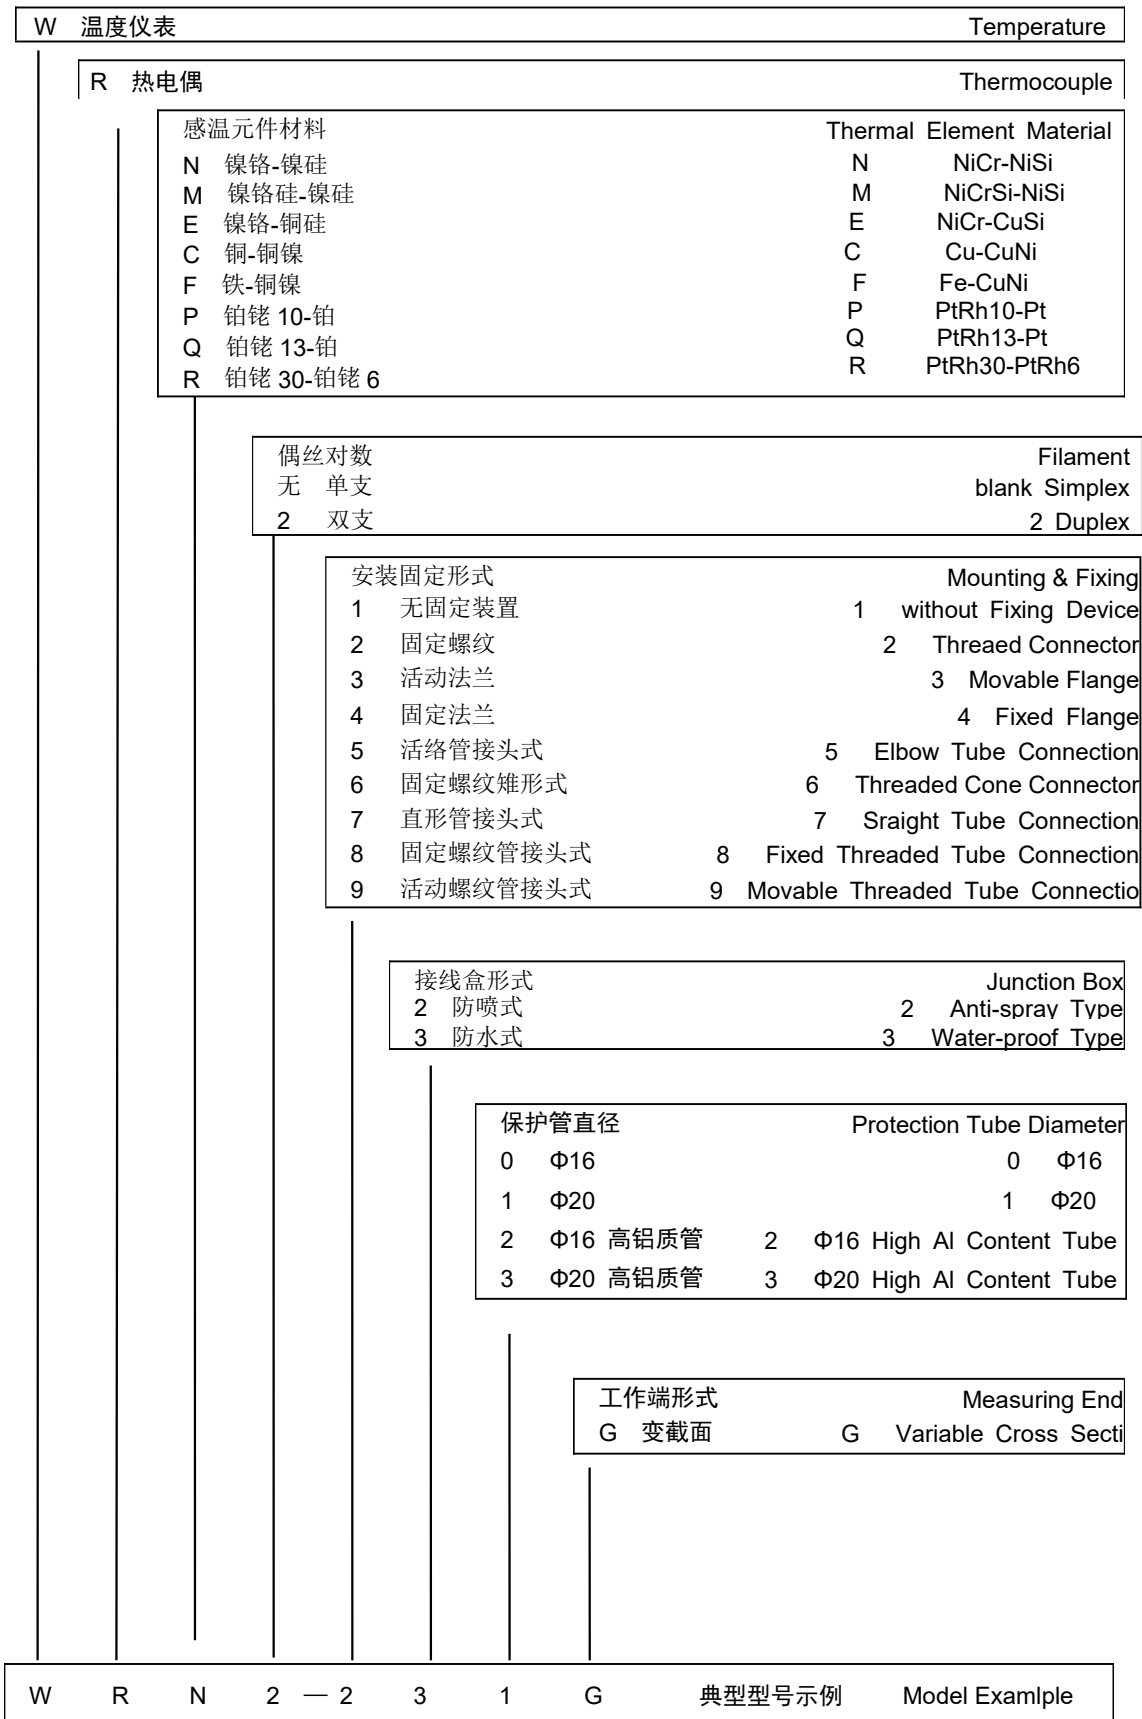 W 温度仪表 Temperature
R 热电偶 Thermocouple
感温元件材料 Thermal Element Material
N 镍铬-镍硅 N NiCr-NiSi
M 镍铬硅-镍硅 M NiCrSi-NiSi
E 镍铬-铜硅 E NiCr-CuSi
C 铜-铜镍 C Cu-CuNi
F 铁-铜镍 F Fe-CuNi
P 铂铑 10-铂 P PtRh10-Pt
Q 铂铑 13-铂 Q PtRh13-Pt
R 铂铑 30-铂铑 6 R PtRh30-PtRh6
偶丝对数 Filament
无 单支 blank Simplex
2 双支 2 Duplex
安装固定形式 Mounting & Fixing
1 无固定装置 1 without Fixing Device
2 固定螺纹 2 Threaed Connector
3 活动法兰 3 Movable Flange
4 固定法兰 4 Fixed Flange
5 活络管接头式 5 Elbow Tube Connection
6 固定螺纹雉形式 6 Threaded Cone Connector
7 直形管接头式 7 Sraight Tube Connection
8 固定螺纹管接头式 8 Fixed Threaded Tube Connection
9 活动螺纹管接头式 9 Movable Threaded Tube Connectio
接线盒形式 Junction Box
2 防喷式 2 Anti-spray Type
3 防水式 3 Water-proof Type
保护管直径 Protection Tube Diameter
0 Φ16 0 Φ16
1 Φ20 1 Φ20
2 Φ16 高铝质管 2 Φ16 High Al Content Tube
3 Φ20 高铝质管 3 Φ20 High Al Content Tube
工作端形式 Measuring End
G 变截面 G Variable Cross Secti
W R N 2 — 2 3 1 G 典型型号示例 Model Examlple